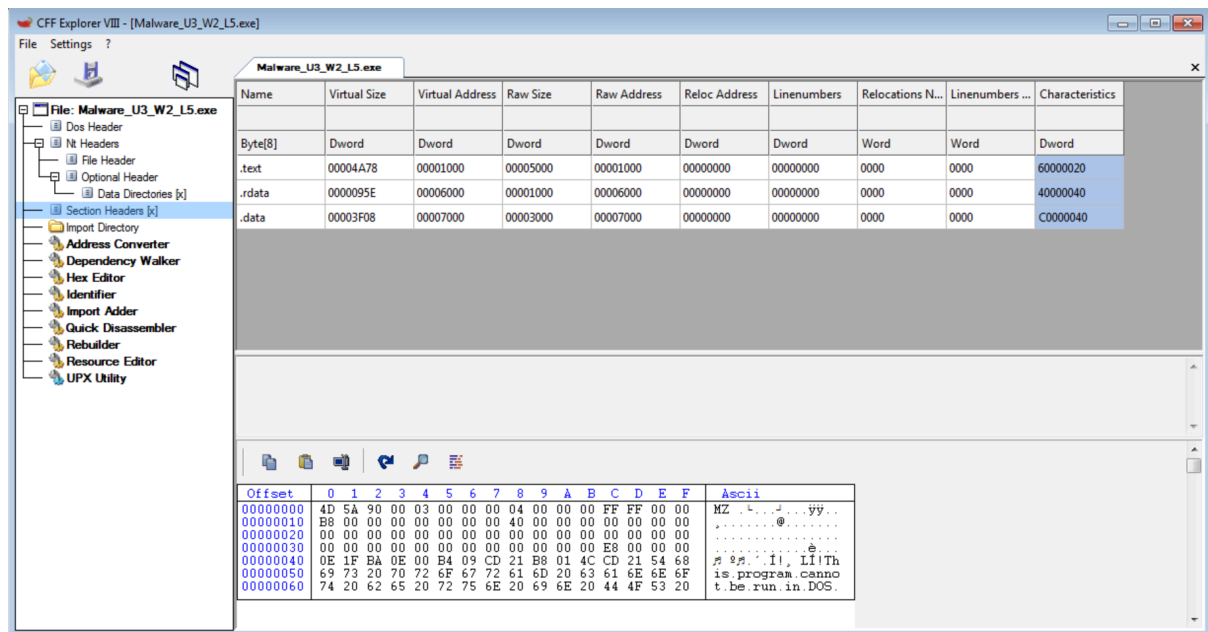 CFF Explorer VIII - [Malware_U3_W2_L5.exe]
File Settings ?
Malware_U3_W2_L5.exe
File: Malware_U3_W2_L5.exe
Dos Header
Nt Headers
File Header
Optional Header
Data Directories [x]
Section Headers [x]
Import Directory
Address Converter
Dependency Walker
Hex Editor
Identifier
Import Adder
Quick Disassembler
Rebuilder
Resource Editor
UPX Utility
Name Virtual Size Virtual Address Raw Size Raw Address Reloc Address Linenumbers Relocations N... Linenumbers ... Characteristics
Byte[8] Dword Dword Dword Dword Dword Dword Word Word Dword
.text 00004A78 00001000 00005000 00001000 00000000 00000000 0000 0000 60000020
.rdata 0000095E 00006000 00001000 00006000 00000000 00000000 0000 0000 40000040
.data 00003F08 00007000 00003000 00007000 00000000 00000000 0000 0000 C0000040
Offset 0 1 2 3 4 5 6 7 8 9 A B C D E F Ascii
00000000 4D 5A 90 00 03 00 00 00 04 00 00 00 FF FF 00 00 MZ . └...┘...ÿÿ..
00000010 B8 00 00 00 00 00 00 00 40 00 00 00 00 00 00 00 ¸.......@.......
00000020 00 00 00 00 00 00 00 00 00 00 00 00 00 00 00 00 ................
00000030 00 00 00 00 00 00 00 00 00 00 00 00 E8 00 00 00 ............è...
00000040 0E 1F BA 0E 00 B4 09 CD 21 B8 01 4C CD 21 54 68 ♬ º♬.´.Í!¸ LÍ!Th
00000050 69 73 20 70 72 6F 67 72 61 6D 20 63 61 6E 6E 6F is.program.canno
00000060 74 20 62 65 20 72 75 6E 20 69 6E 20 44 4F 53 20 t.be.run.in.DOS.